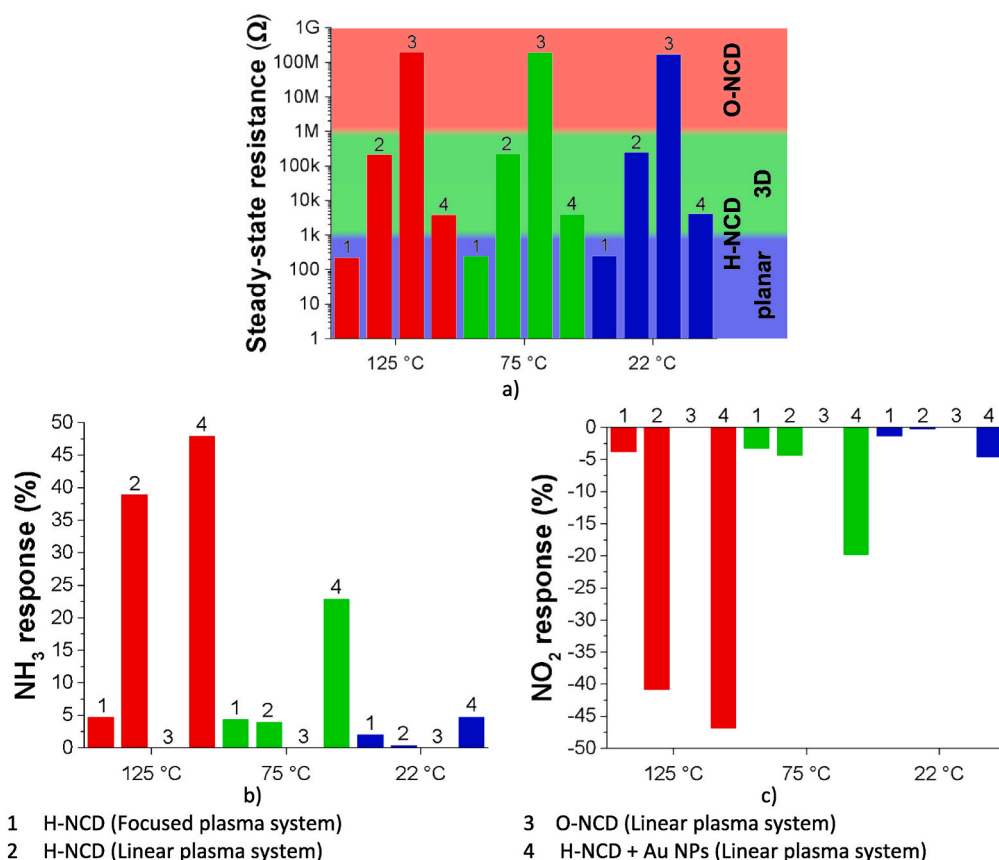 Steady-state resistance (Ω)
1G
100M
10M
1M
100k
10k
1k
100
10
1
1
2
3
4
1
2
3
4
1
2
3
4
O-NCD
3D
H-NCD
planar
125 °C
75 °C
22 °C
a)
NH3 response (%)
50
45
40
35
30
25
20
15
10
5
0
1
2
3
4
1
2
3
4
1
2
3
4
125 °C
75 °C
22 °C
b)
NO2 response (%)
0
-5
-10
-15
-20
-25
-30
-35
-40
-45
-50
1 2 3 4 1 2 3 4 1 2 3 4
125 °C
75 °C
22 °C
c)
1 H-NCD (Focused plasma system)
2 H-NCD (Linear plasma system)
3 O-NCD (Linear plasma system)
4 H-NCD + Au NPs (Linear plasma system)